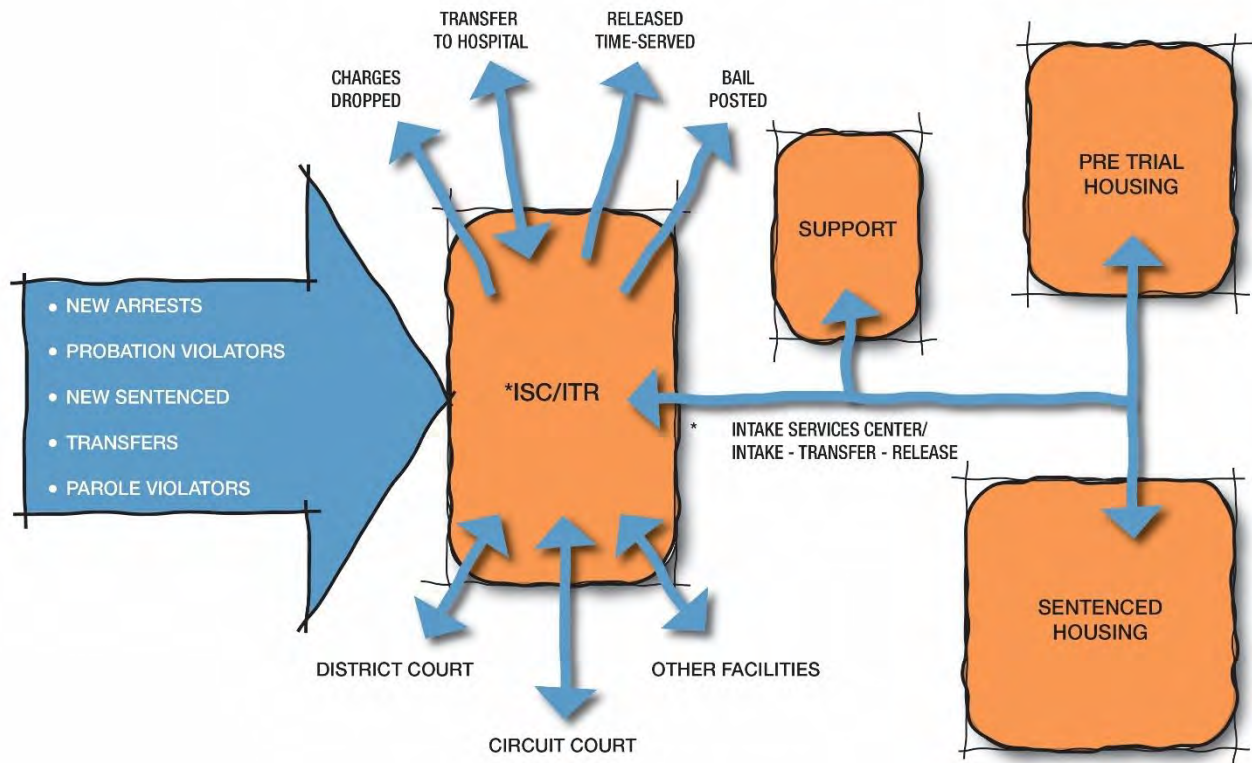 TRANSFER
TO HOSPITAL
RELEASED
TIME-SERVED
CHARGES
DROPPED
BAIL
POSTED
PRE TRIAL
HOUSING
SUPPORT
• NEW ARRESTS
• PROBATION VIOLATORS
• NEW SENTENCED
• TRANSFERS
• PAROLE VIOLATORS
*ISC/ITR
* INTAKE SERVICES CENTER/
INTAKE - TRANSFER - RELEASE
SENTENCED
HOUSING
DISTRICT COURT
OTHER FACILITIES
CIRCUIT COURT